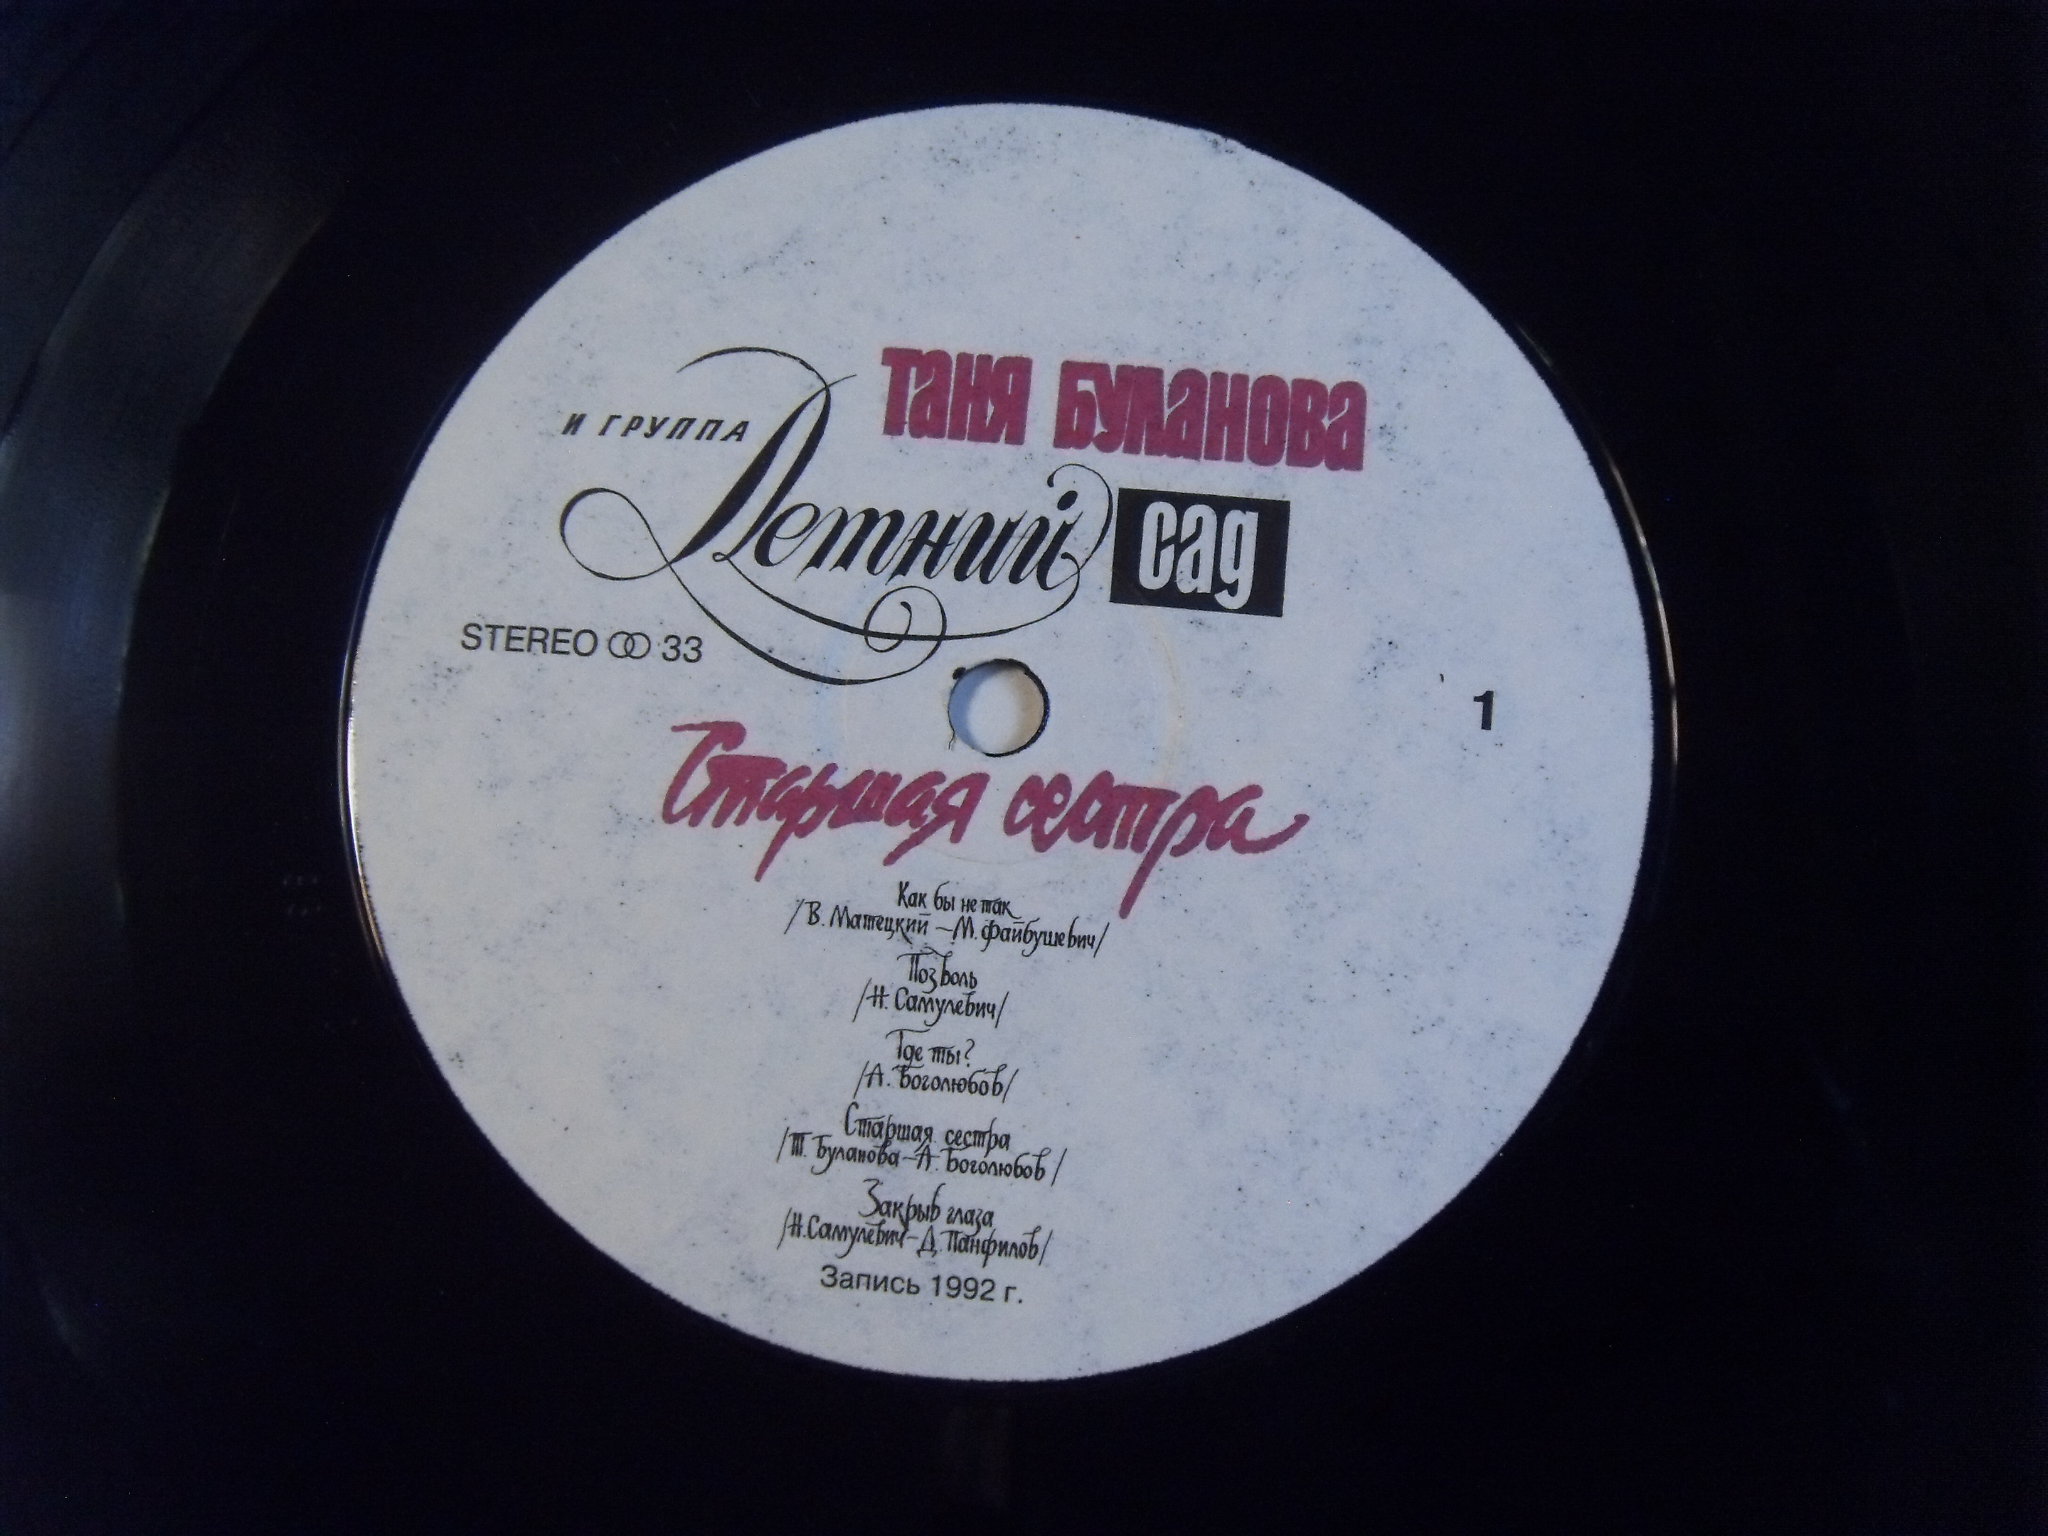 ТАНЯ БУЛАНОВА
И ГРУППА
Летний сад
STEREO 33
1
Старшая сестра
Как бы не так
/В. Матецкий – М. Файбушевич/
Позволь
/Н. Самулевич/
Где ты?
/А. Боголюбов/
Старшая сестра
/Т. Буланова – А. Боголюбов/
Закрыв глаза
/Н. Самулевич – Д. Панфилов/
Запись 1992 г.